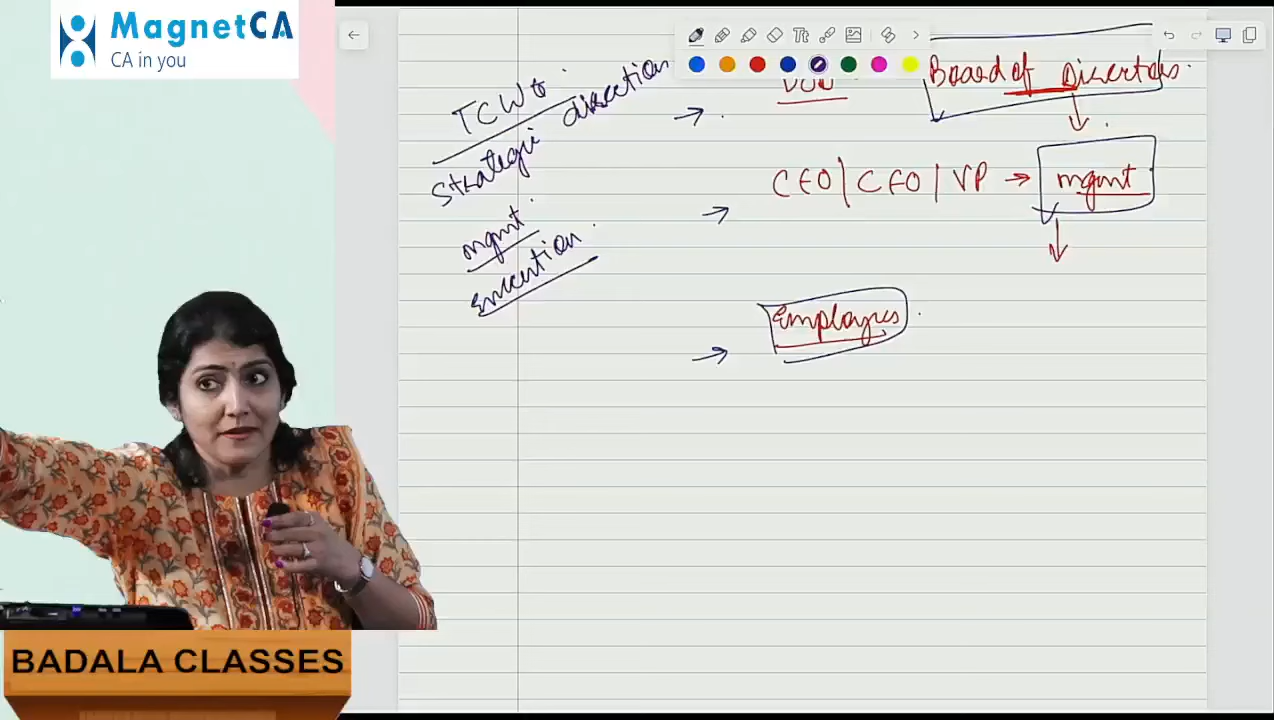 MagnetCA
CA in you
TCWG
Strategic direction
mgmt
Execution
Board of Directors
CEO | CFO | VP → mgmt
Employees
BADALA CLASSES